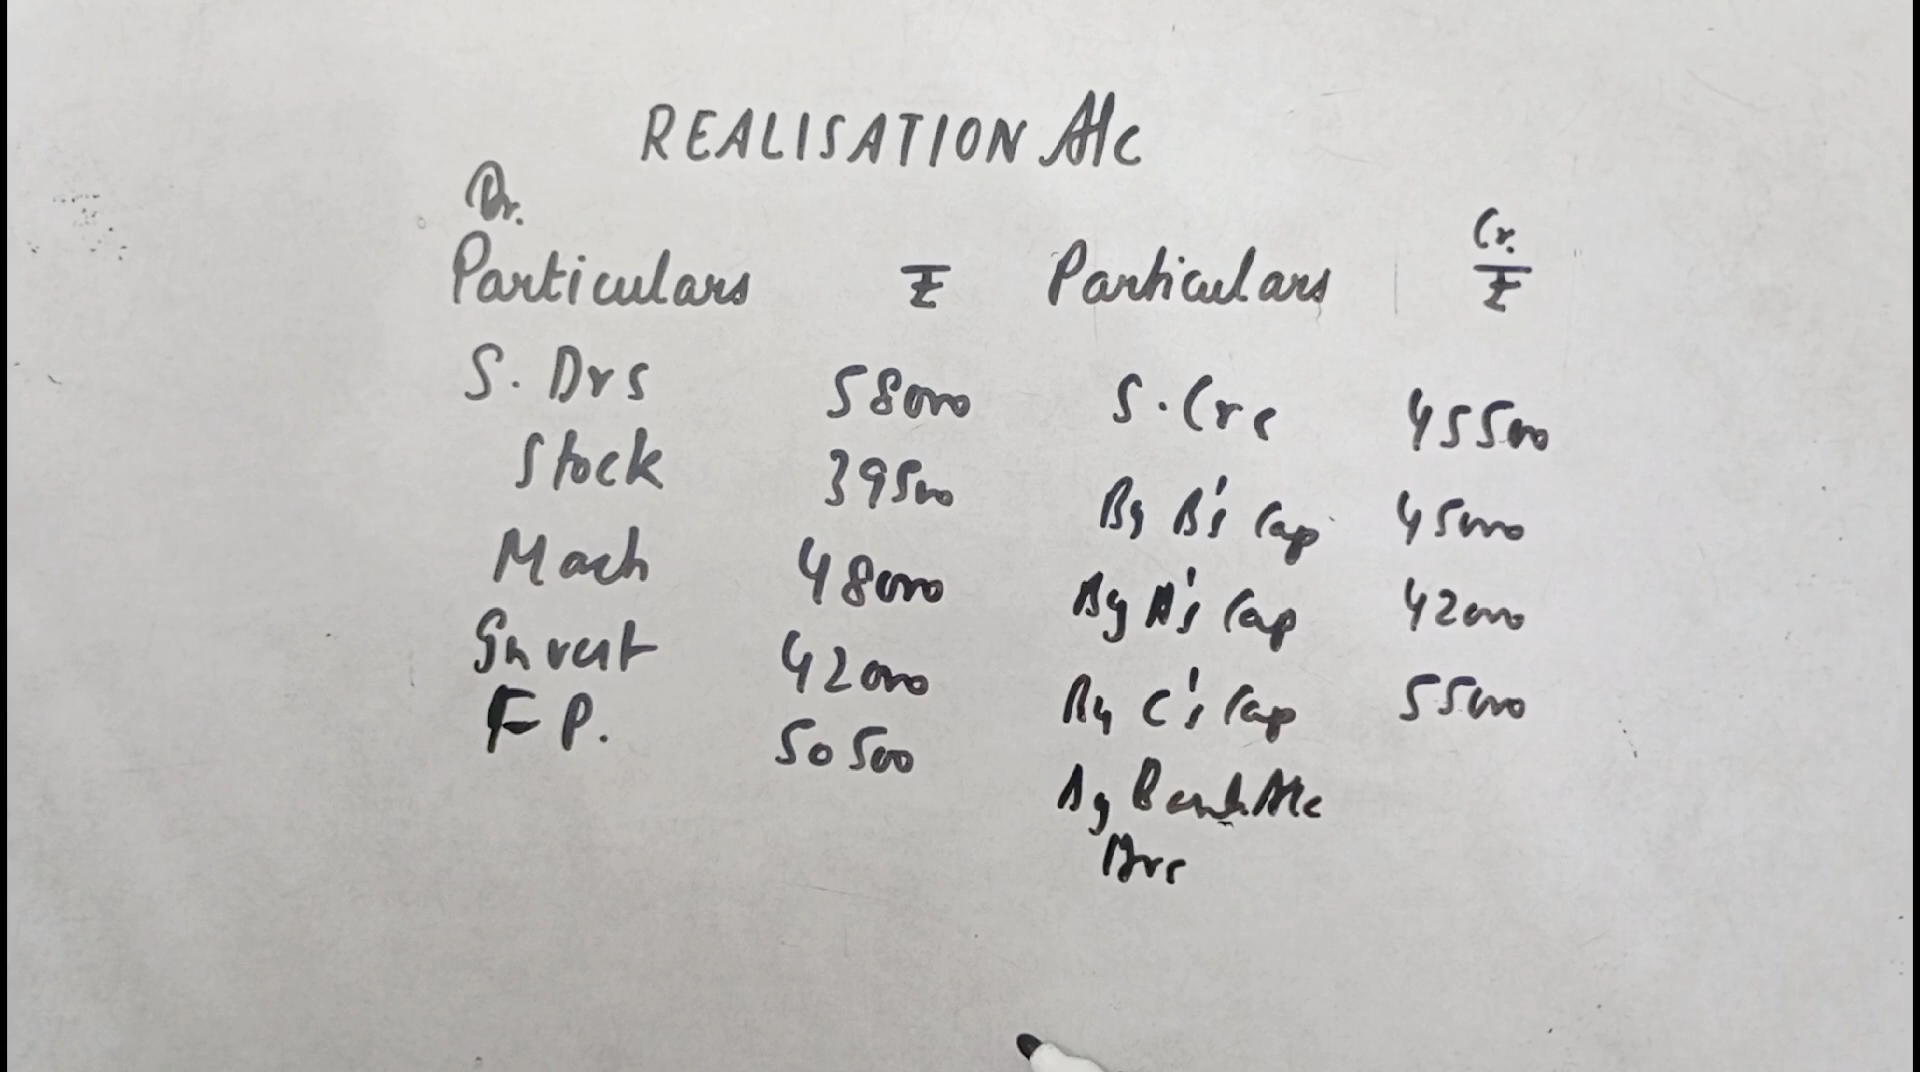 REALISATION A/c
Dr.
Cr.
Particulars ₹ Particulars ₹
S. Drs 58000 S. Crs 45500
Stock 39500 By B's Cap 45000
Mach 48000 By A's Cap 42000
Invest 42000 By C's Cap 55000
F P. 50500 By Bank A/c
Drs